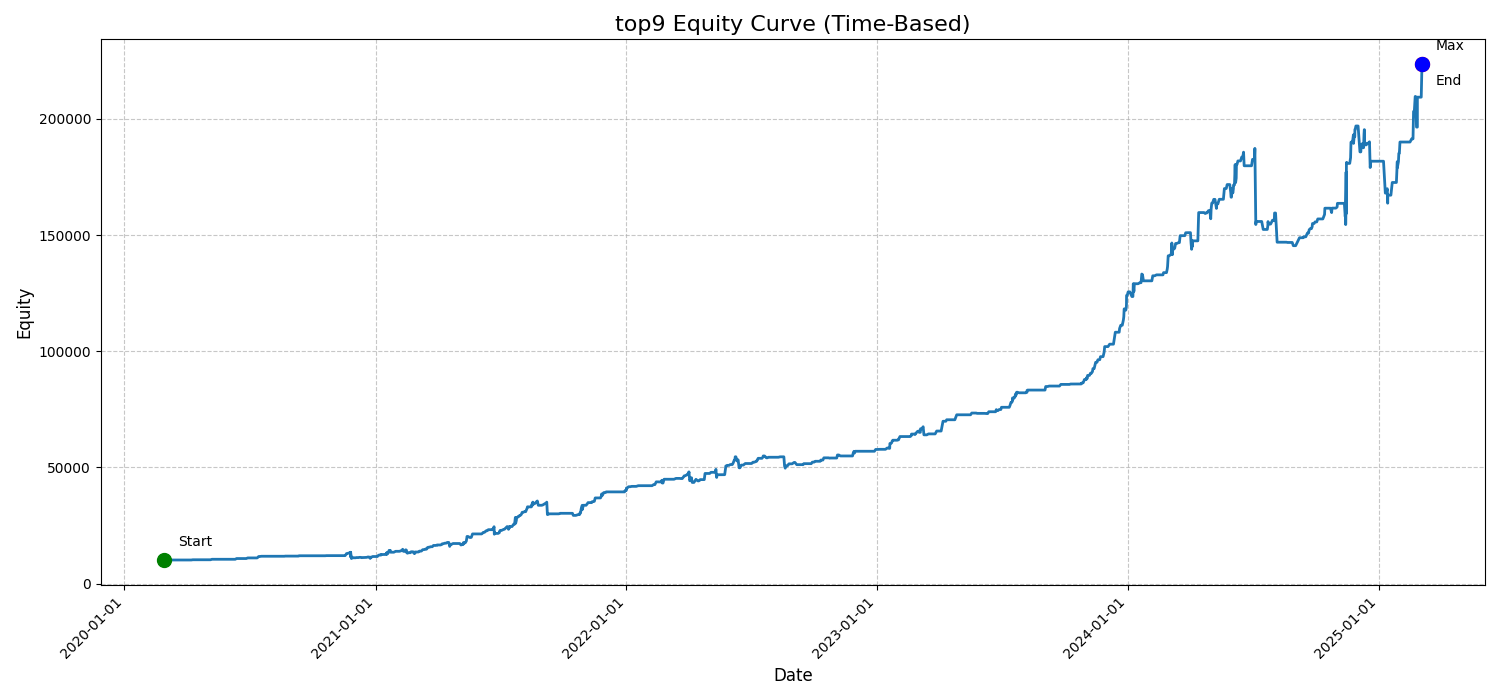 top9 Equity Curve (Time-Based)
Max
End
200000
150000
100000
50000
0
Equity
Start
2020-01-01
2021-01-01
2022-01-01
2023-01-01
2024-01-01
2025-01-01
Date